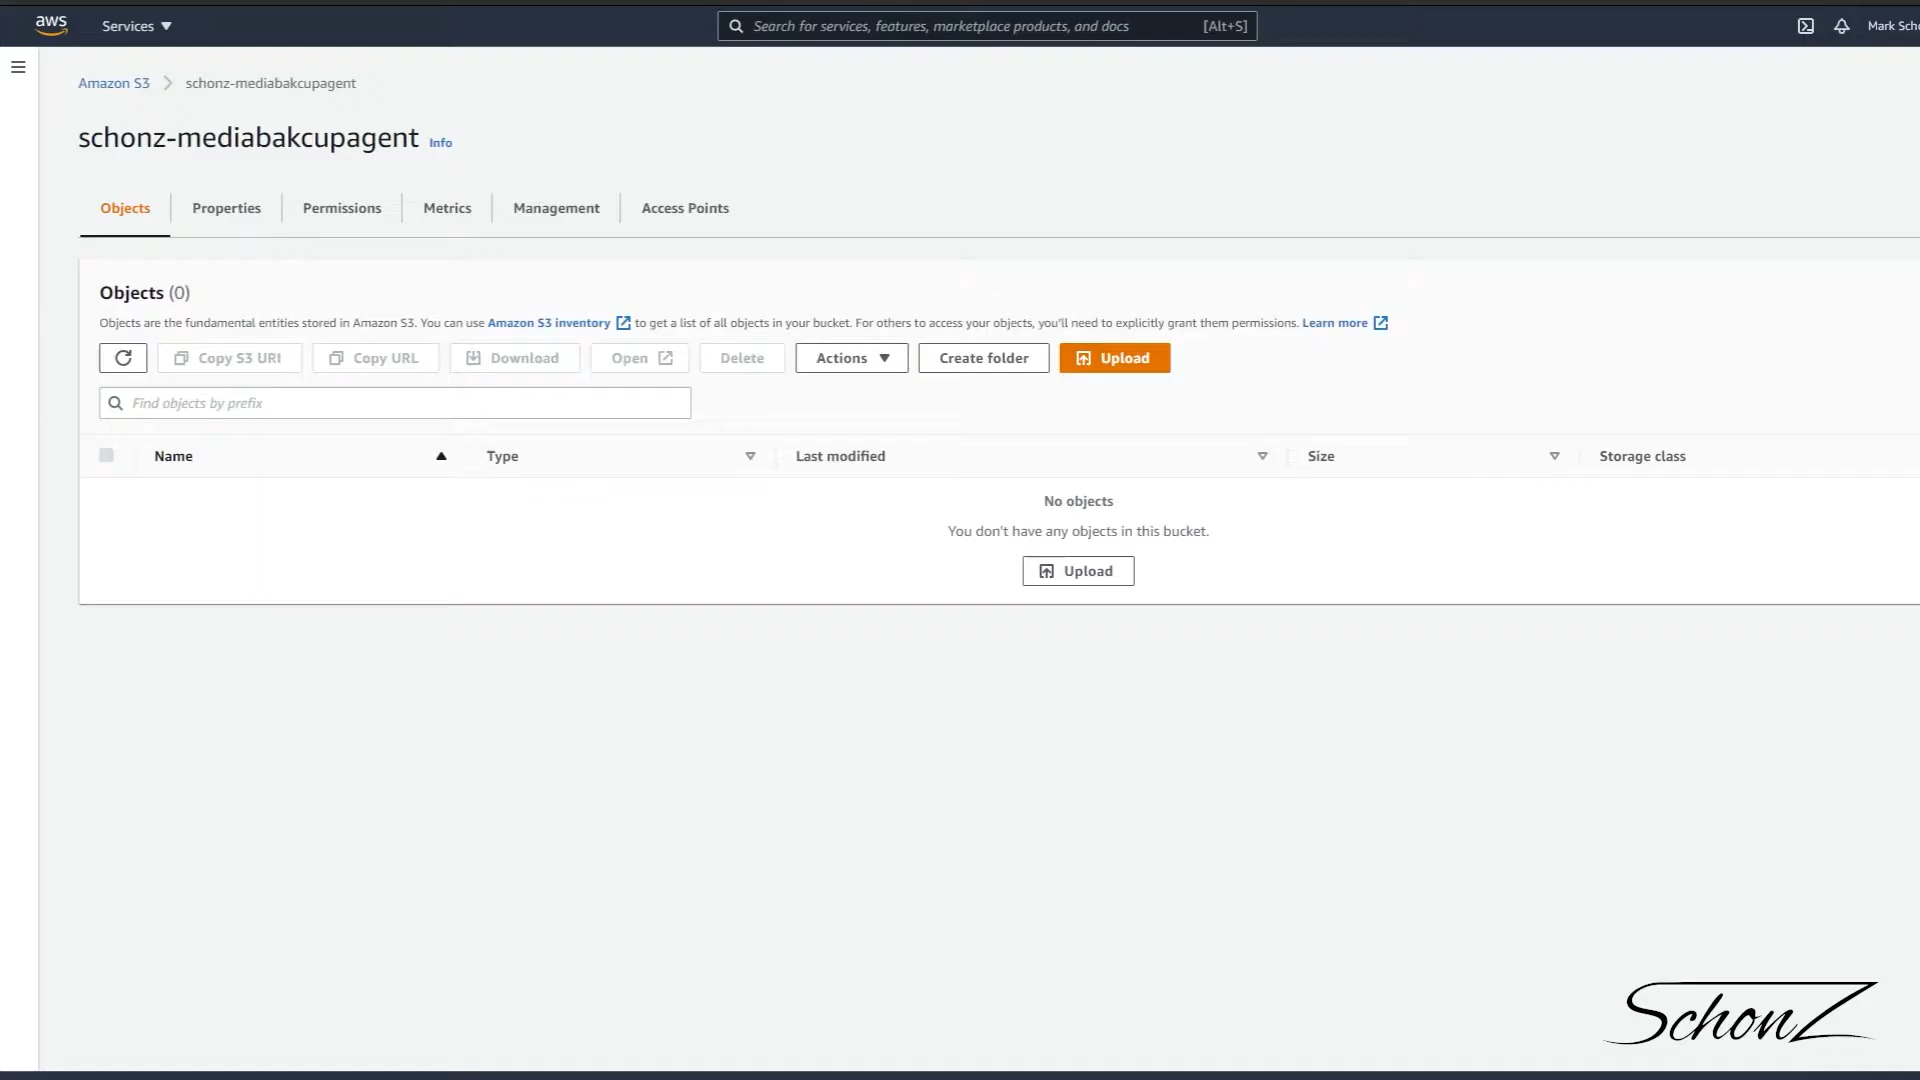 aws
Services
Search for services, features, marketplace products, and docs [Alt+S]
Mark Scho
Amazon S3 schonz-mediabakcupagent
schonz-mediabakcupagent Info
Objects Properties Permissions Metrics Management Access Points
Objects (0)
Objects are the fundamental entities stored in Amazon S3. You can use Amazon S3 inventory to get a list of all objects in your bucket. For others to access your objects, you'll need to explicitly grant them permissions. Learn more
Copy S3 URI Copy URL Download Open Delete Actions Create folder Upload
Find objects by prefix
Name Type Last modified Size Storage class
No objects
You don't have any objects in this bucket.
Upload
SchonZ